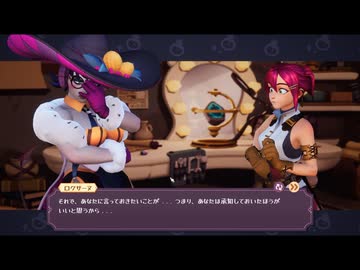 ロクサーヌ
それで、あなたに言っておきたいことが . . . つまり、あなたは承知しておいたほうが
いいと思うから . . .